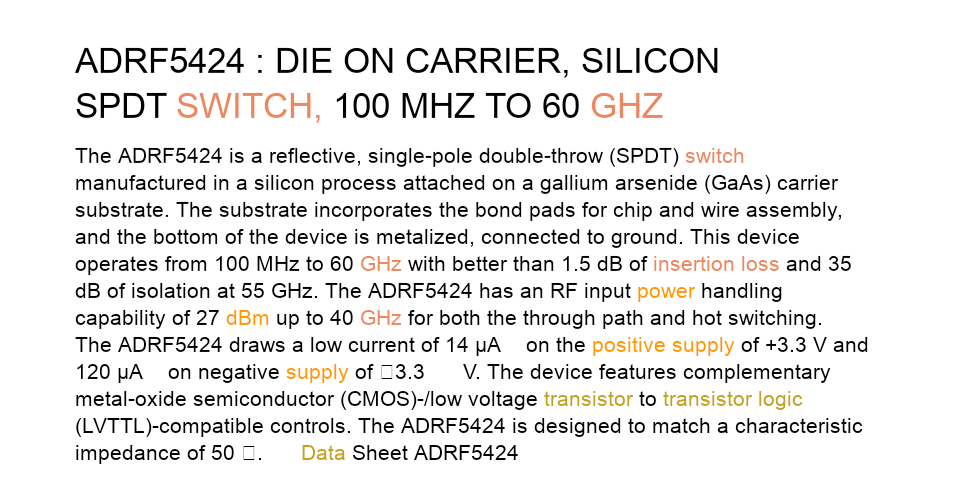 ADRF5424 : DIE ON CARRIER, SILICON
SPDT SWITCH, 100 MHZ TO 60 GHZ
The ADRF5424 is a reflective, single-pole double-throw (SPDT) switch
manufactured in a silicon process attached on a gallium arsenide (GaAs) carrier
substrate. The substrate incorporates the bond pads for chip and wire assembly,
and the bottom of the device is metalized, connected to ground. This device
operates from 100 MHz to 60 GHz with better than 1.5 dB of insertion loss and 35
dB of isolation at 55 GHz. The ADRF5424 has an RF input power handling
capability of 27 dBm up to 40 GHz for both the through path and hot switching.
The ADRF5424 draws a low current of 14 μA on the positive supply of +3.3 V and
120 μA on negative supply of □3.3 V. The device features complementary
metal-oxide semiconductor (CMOS)-/low voltage transistor to transistor logic
(LVTTL)-compatible controls. The ADRF5424 is designed to match a characteristic
impedance of 50 □. Data Sheet ADRF5424